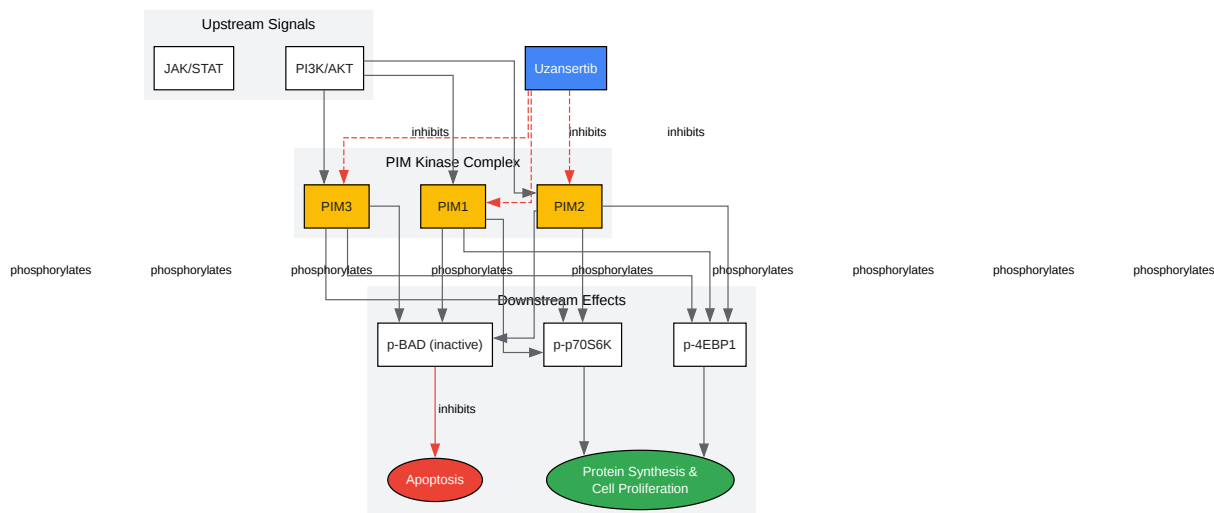 Upstream Signals
JAK/STAT
PI3K/AKT
Uzansertib
inhibits
inhibits
inhibits
PIM Kinase Complex
PIM3
PIM1
PIM2
phosphorylates
phosphorylates
phosphorylates
phosphorylates
phosphorylates
phosphorylates
phosphorylates
phosphorylates
phosphorylates
Downstream Effects
p-BAD (inactive)
p-p70S6K
p-4EBP1
inhibits
Apoptosis
Protein Synthesis &
Cell Proliferation